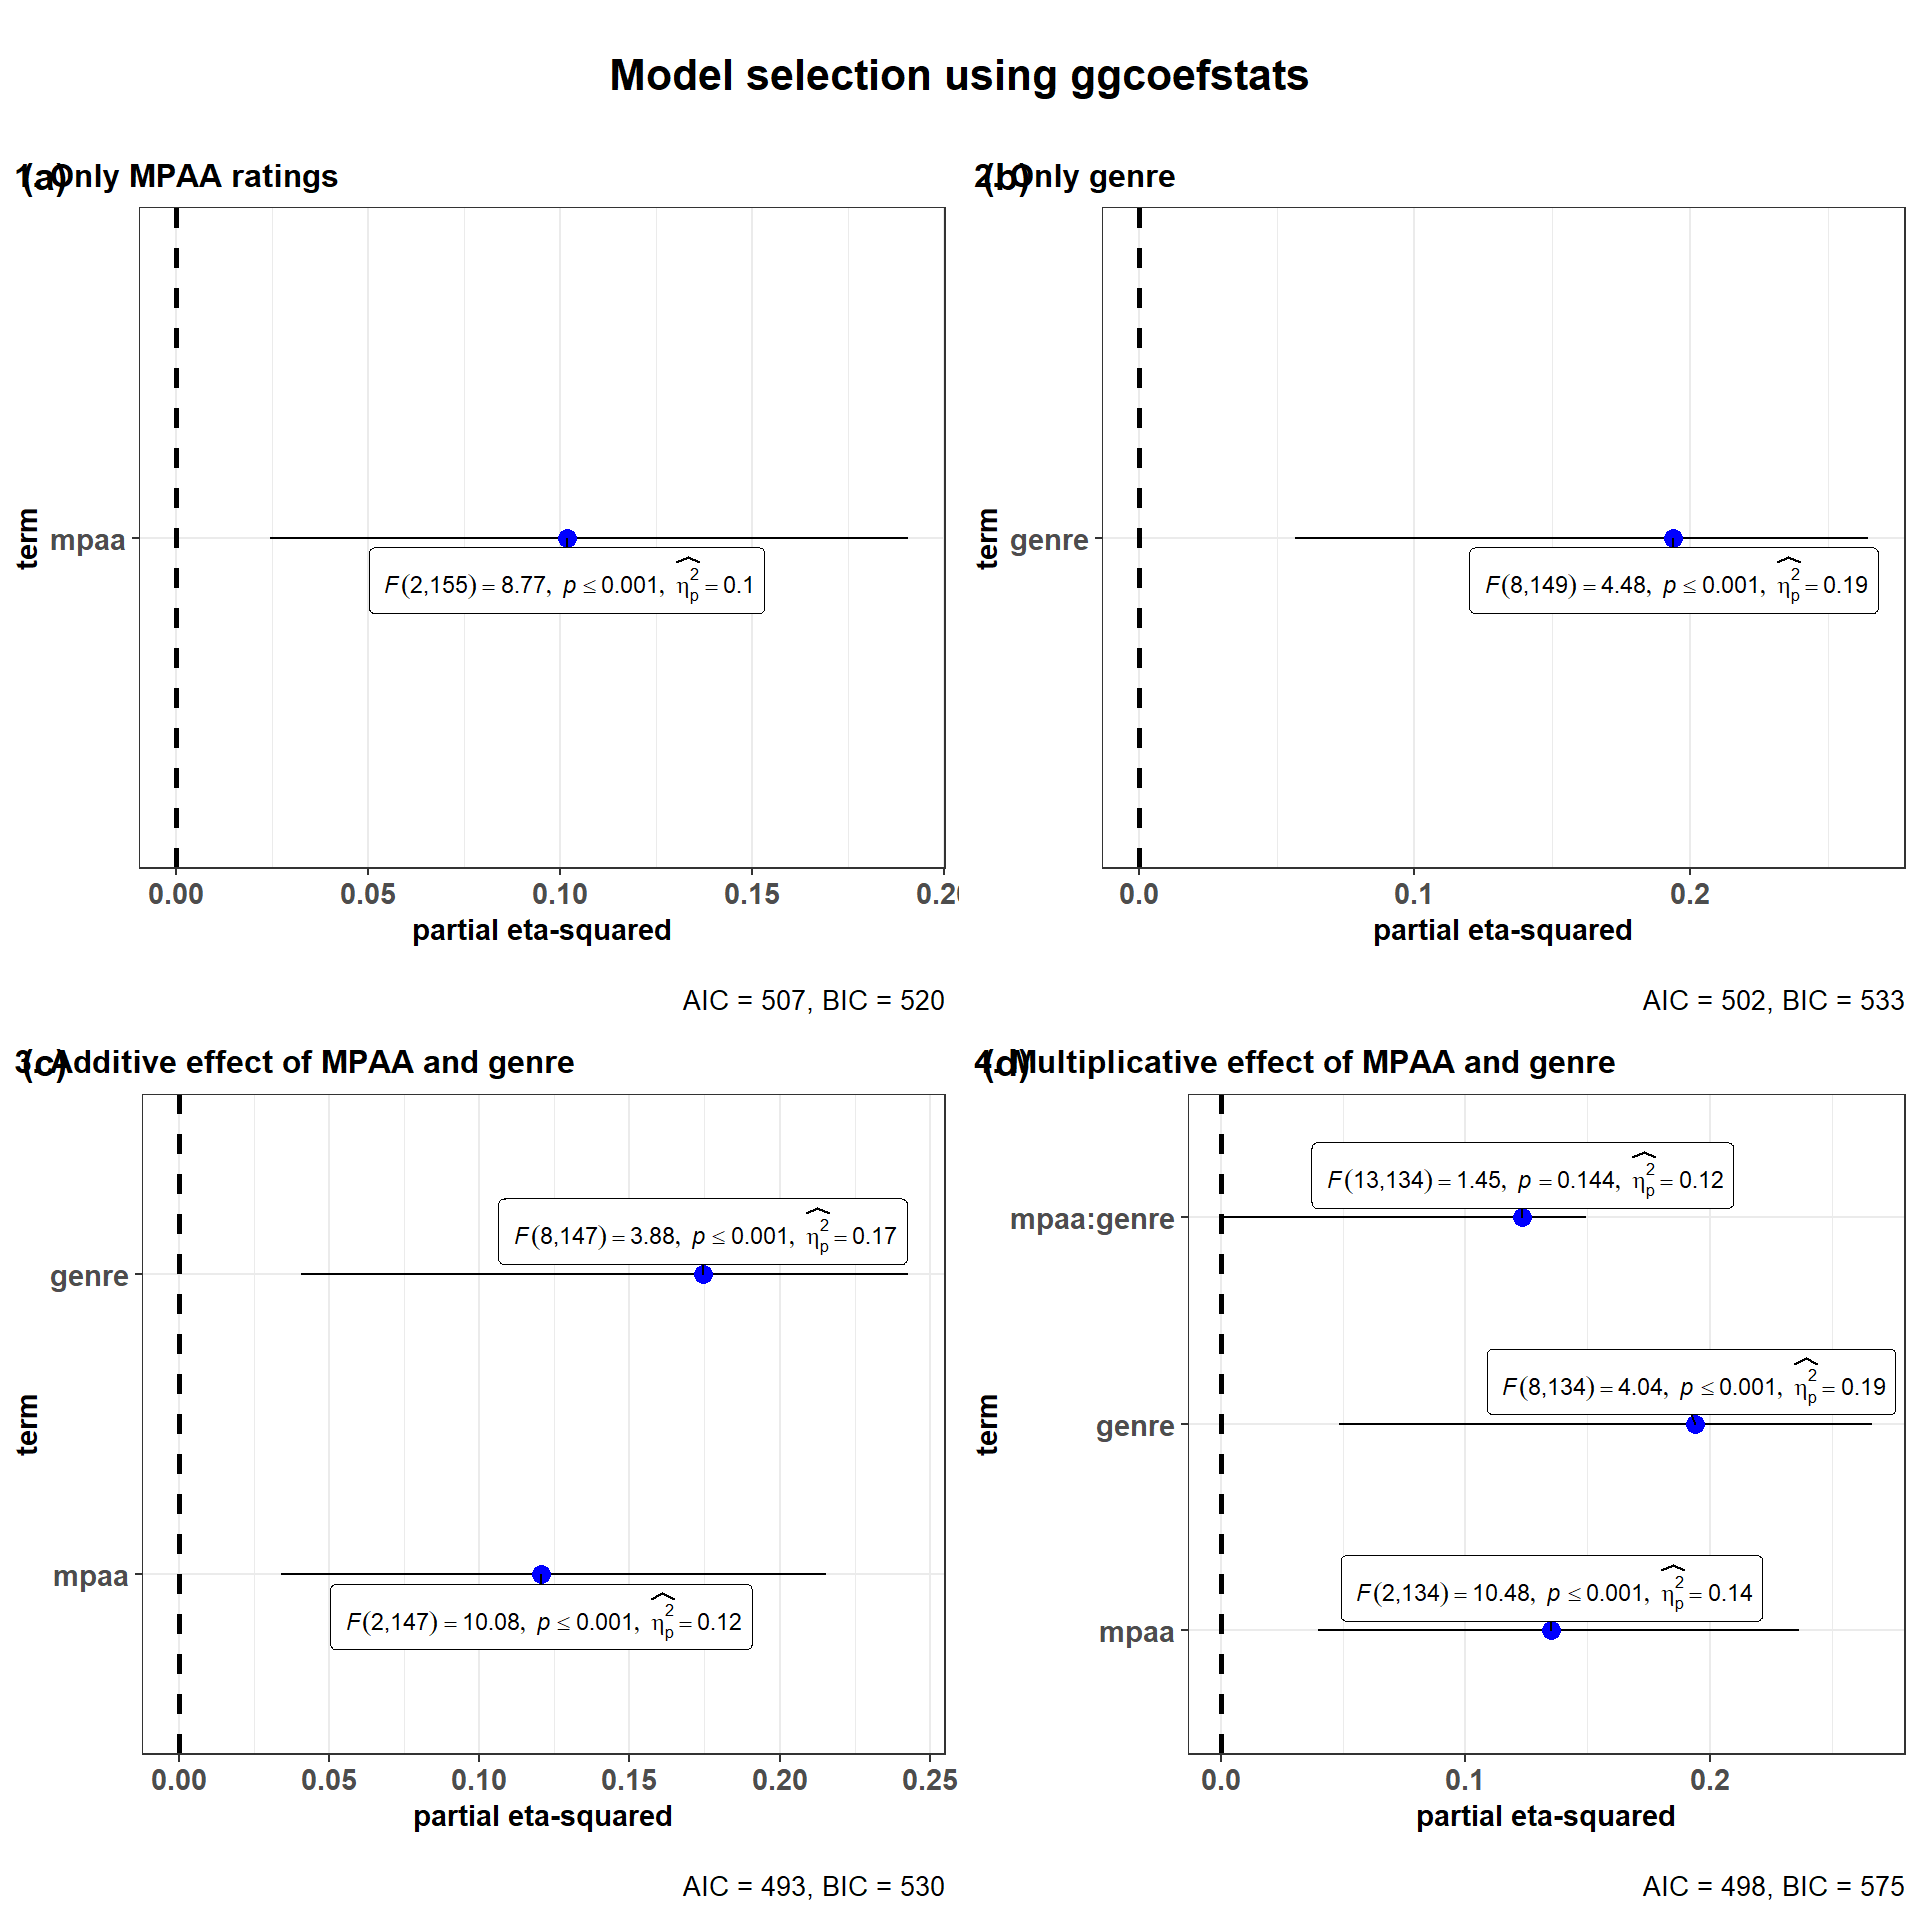 Model selection using ggcoefstats
(a) 1. Only MPAA ratings
term
mpaa
F(2,155) = 8.77, p ≤ 0.001, η̂²ₚ = 0.1
0.00 0.05 0.10 0.15 0.20
partial eta-squared
AIC = 507, BIC = 520
(b) 2. Only genre
term
genre
F(8,149) = 4.48, p ≤ 0.001, η̂²ₚ = 0.19
0.0 0.1 0.2
partial eta-squared
AIC = 502, BIC = 533
(c) 3. Additive effect of MPAA and genre
term
F(8,147) = 3.88, p ≤ 0.001, η̂²ₚ = 0.17
genre
mpaa
F(2,147) = 10.08, p ≤ 0.001, η̂²ₚ = 0.12
0.00 0.05 0.10 0.15 0.20 0.25
partial eta-squared
AIC = 493, BIC = 530
(d) 4. Multiplicative effect of MPAA and genre
term
F(13,134) = 1.45, p = 0.144, η̂²ₚ = 0.12
mpaa:genre
F(8,134) = 4.04, p ≤ 0.001, η̂²ₚ = 0.19
genre
F(2,134) = 10.48, p ≤ 0.001, η̂²ₚ = 0.14
mpaa
0.0 0.1 0.2
partial eta-squared
AIC = 498, BIC = 575